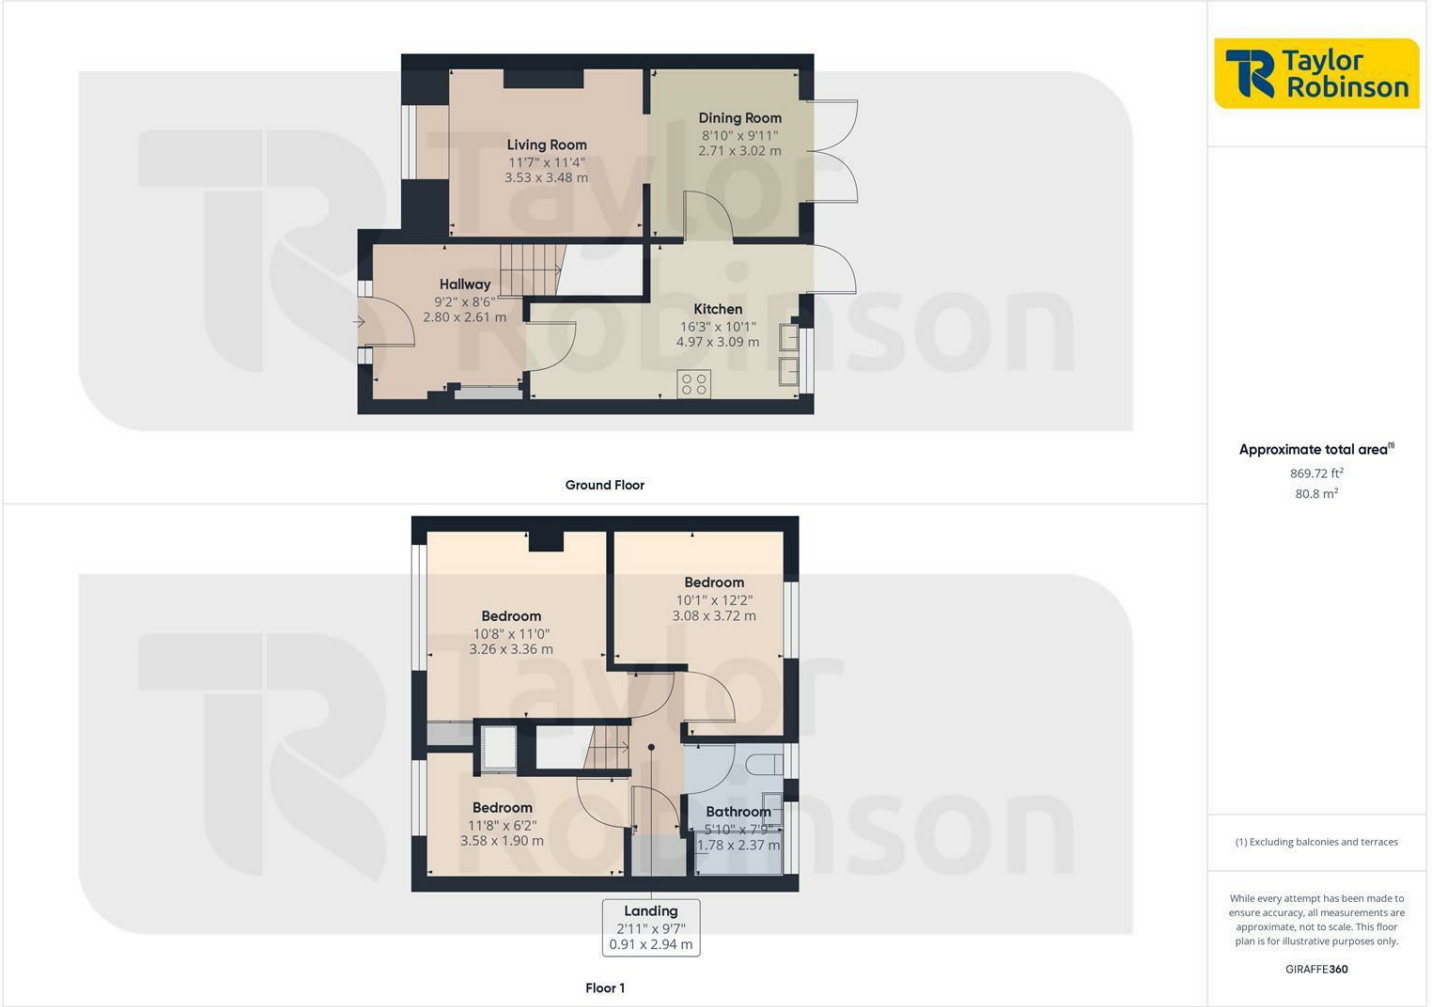 Taylor
Robinson
Living Room
11'7" x 11'4"
3.53 x 3.48 m
Dining Room
8'10" x 9'11"
2.71 x 3.02 m
Hallway
9'2" x 8'6"
2.80 x 2.61 m
Kitchen
16'3" x 10'1"
4.97 x 3.09 m
Taylor
Robinson
Ground Floor
Bedroom
10'8" x 11'0"
3.26 x 3.36 m
Bedroom
10'1" x 12'2"
3.08 x 3.72 m
Bedroom
11'8" x 6'2"
3.58 x 1.90 m
Bathroom
5'10" x 7'9"
1.78 x 2.37 m
Landing
2'11" x 9'7"
0.91 x 2.94 m
Taylor
Robinson
Floor 1
Approximate total area⁽¹⁾
869.72 ft²
80.8 m²
(1) Excluding balconies and terraces
While every attempt has been made to
ensure accuracy, all measurements are
approximate, not to scale. This floor
plan is for illustrative purposes only.
GIRAFFE360